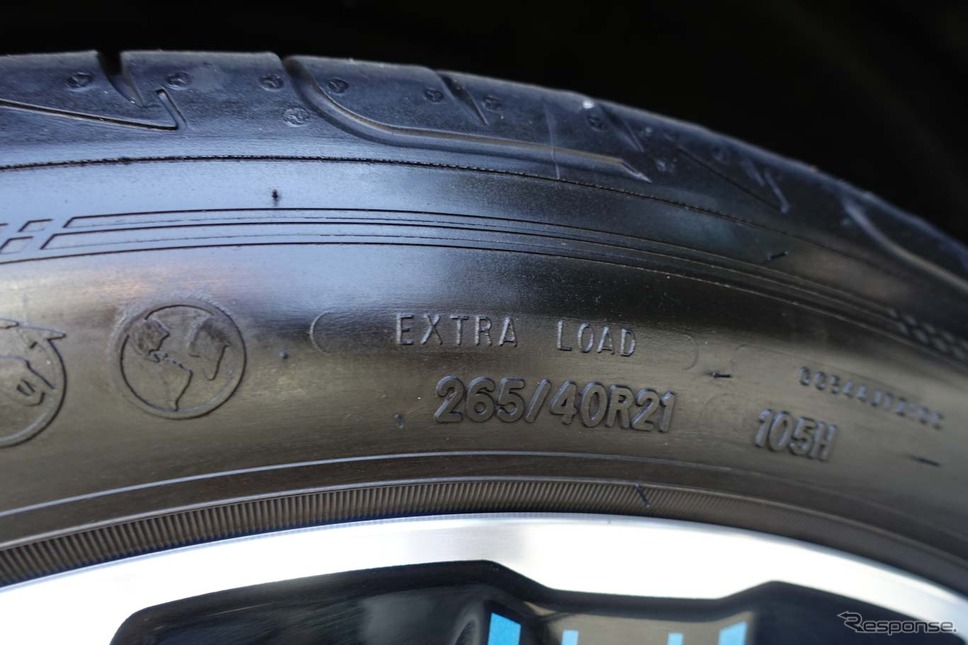 EXTRA LOAD
265/40R21 105H
Response.